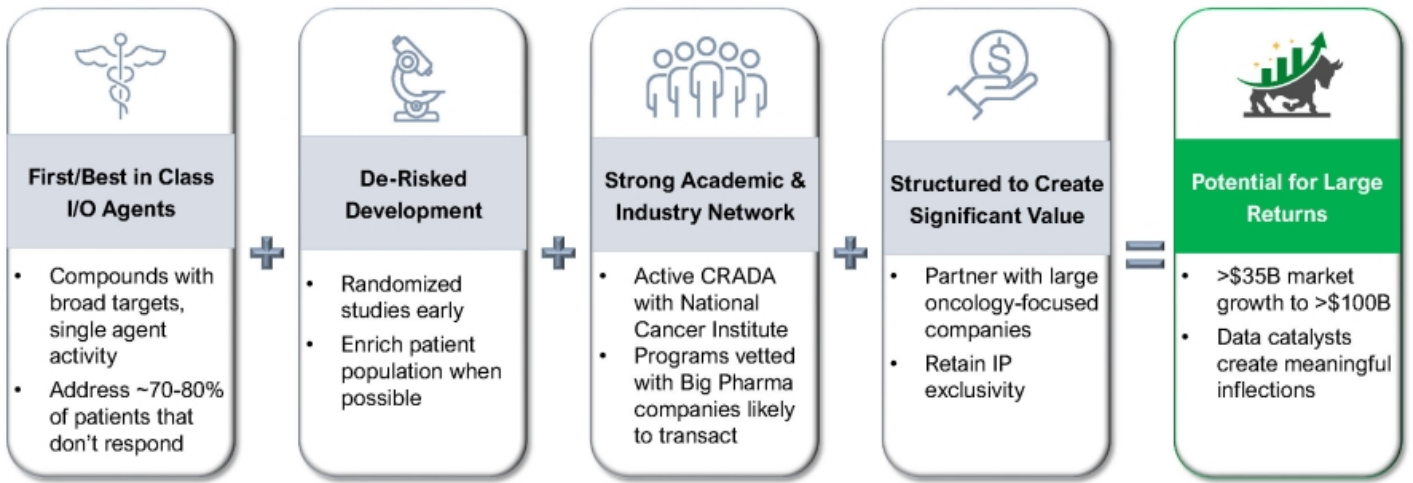 First/Best in Class
I/O Agents
• Compounds with
broad targets,
single agent
activity
• Address ~70-80%
of patients that
don't respond
+
De-Risked
Development
• Randomized
studies early
• Enrich patient
population when
possible
+
Strong Academic &
Industry Network
• Active CRADA
with National
Cancer Institute
• Programs vetted
with Big Pharma
companies likely
to transact
+
$
Structured to Create
Significant Value
• Partner with large
oncology-focused
companies
• Retain IP
exclusivity
=
Potential for Large
Returns
• >$35B market
growth to >$100B
• Data catalysts
create meaningful
inflections